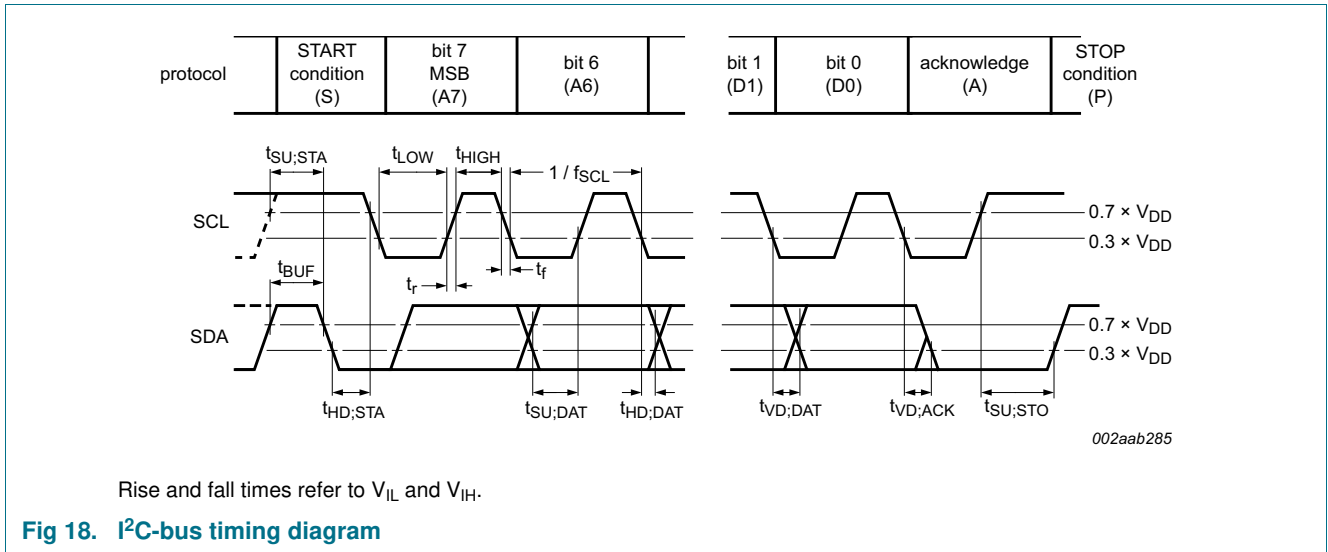 protocol
START condition (S)
bit 7 MSB (A7)
bit 6 (A6)
bit 1 (D1)
bit 0 (D0)
acknowledge (A)
STOP condition (P)
tSU;STA
tLOW
tHIGH
1 / fSCL
SCL
0.7 × VDD
0.3 × VDD
tBUF
tr
tf
SDA
0.7 × VDD
0.3 × VDD
tHD;STA
tSU;DAT
tHD;DAT
tVD;DAT
tVD;ACK
tSU;STO
002aab285
Rise and fall times refer to VIL and VIH.
Fig 18. I²C-bus timing diagram